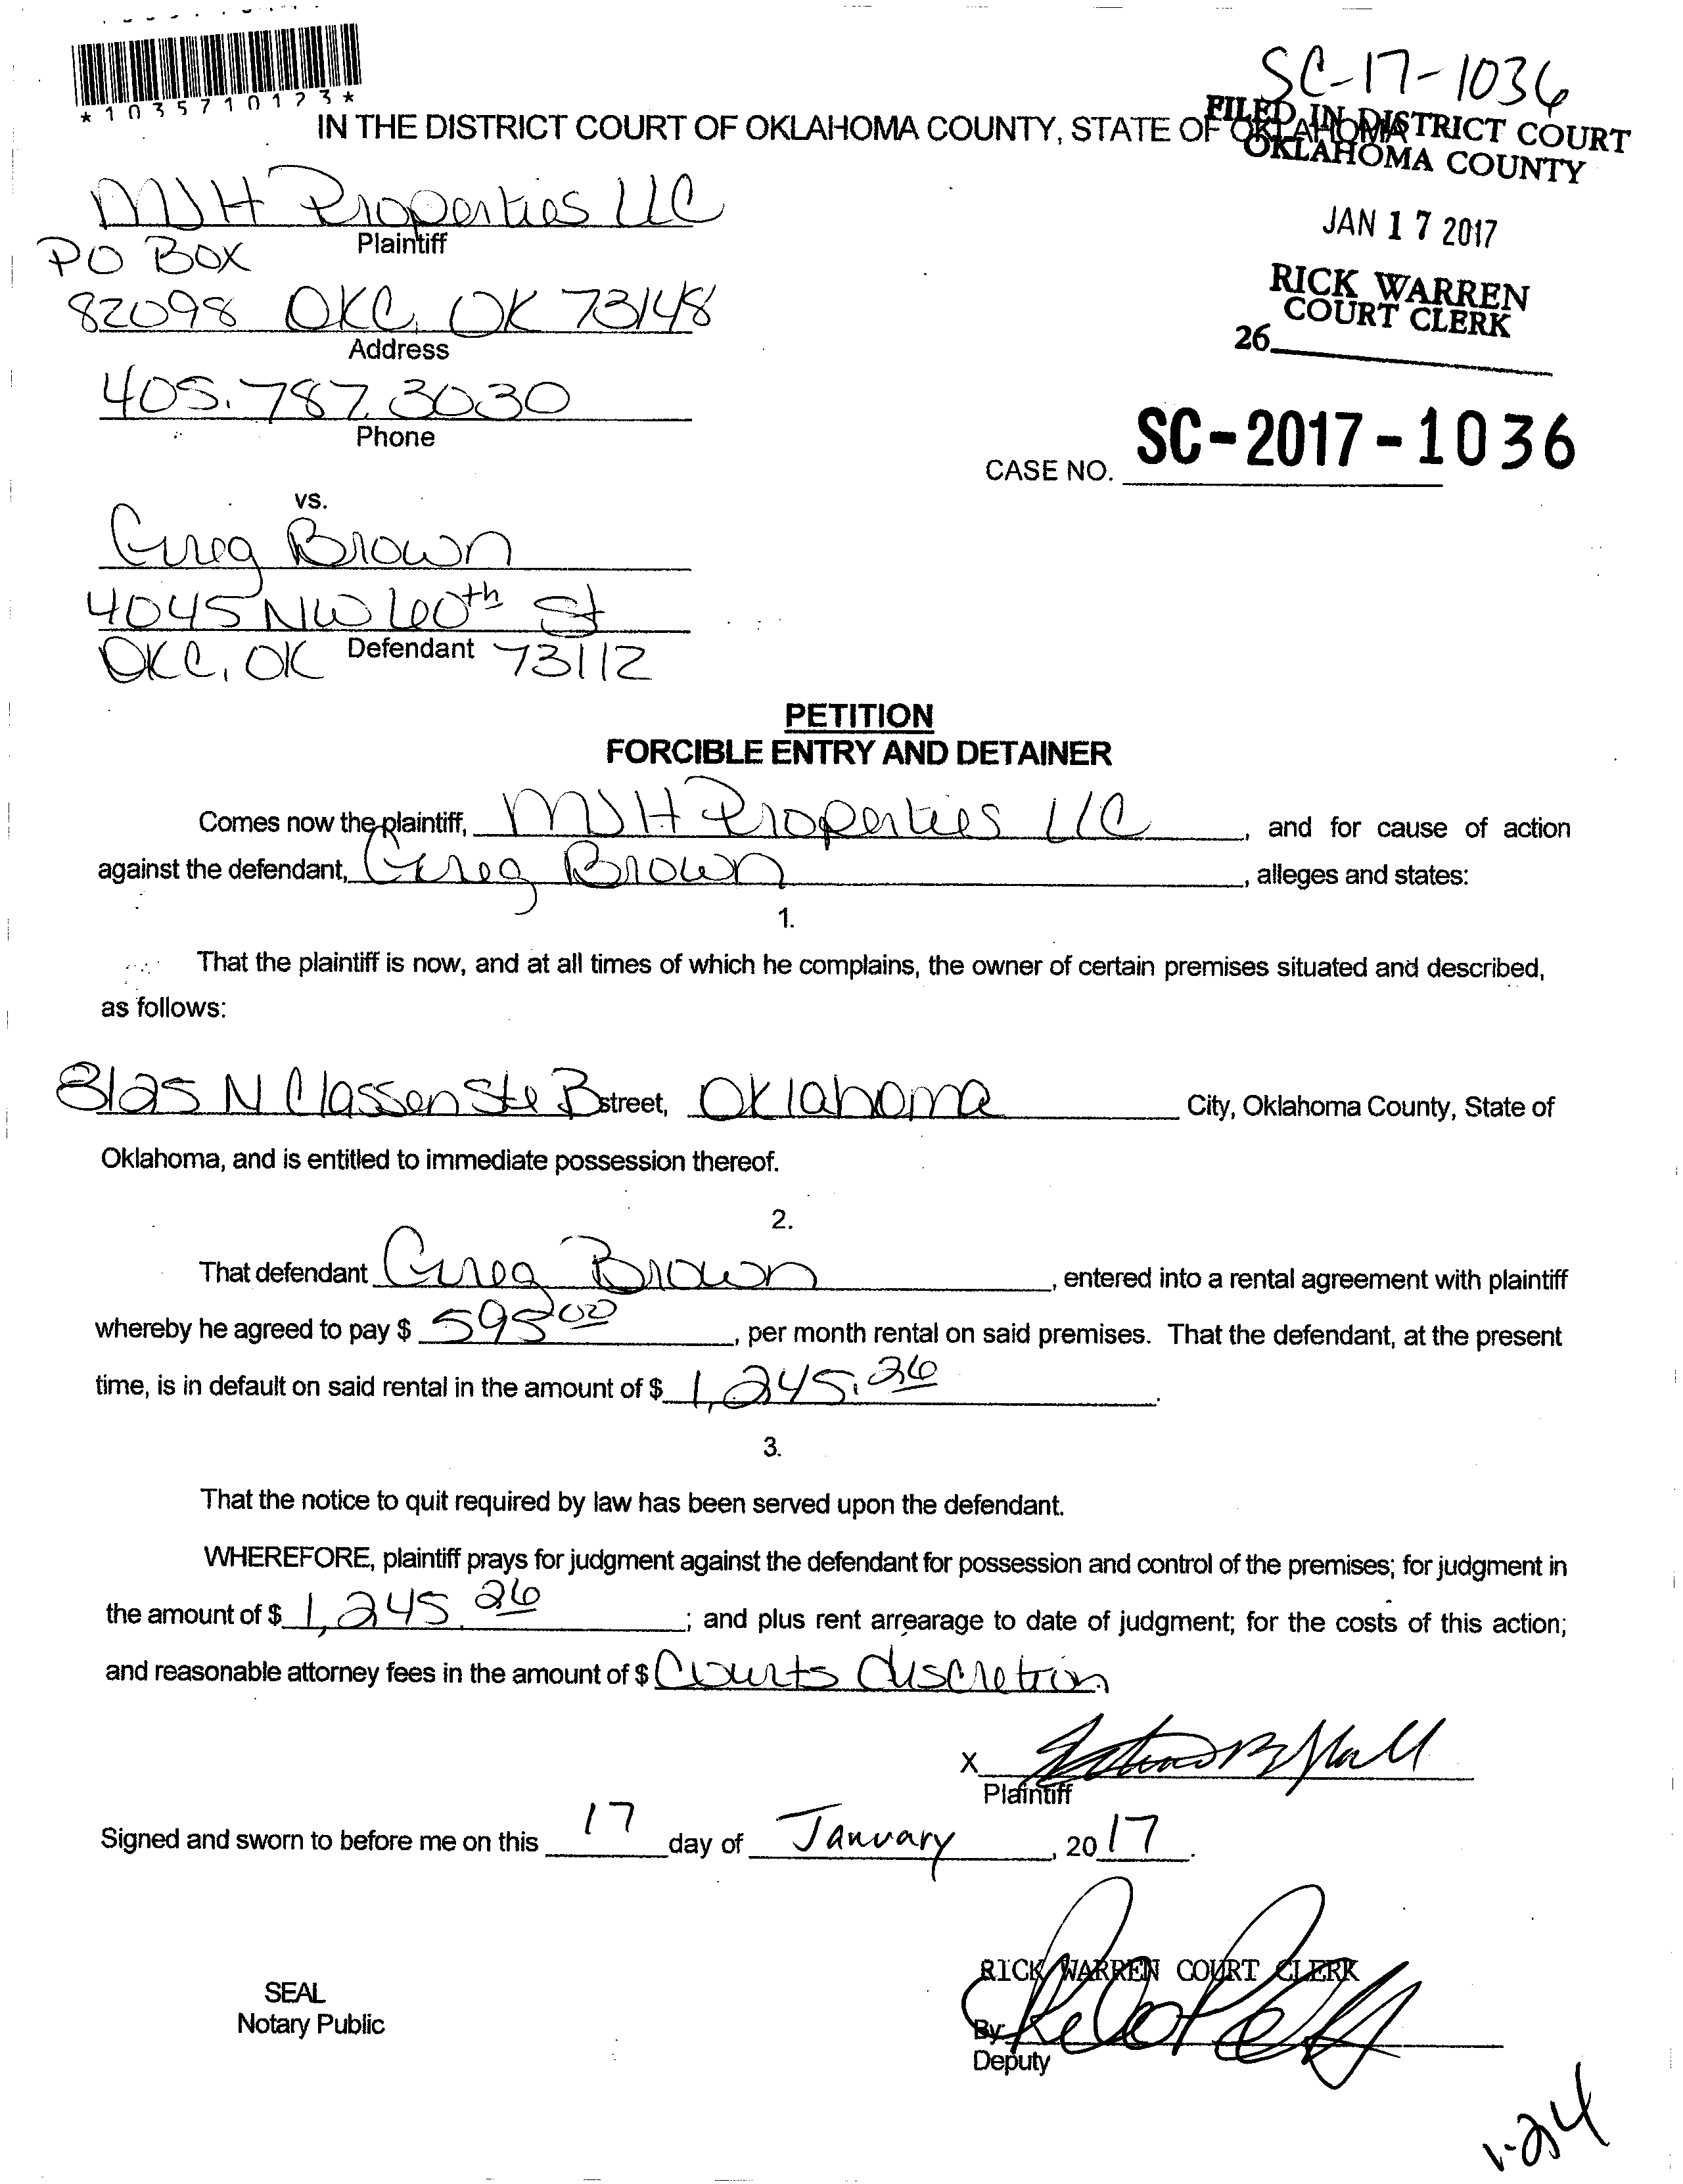 SC-17-1036
*1035710123*
IN THE DISTRICT COURT OF OKLAHOMA COUNTY, STATE OF OKLAHOMA
FILED IN DISTRICT COURT
OKLAHOMA COUNTY
MJH Properties LLC
JAN 17 2017
Plaintiff
PO BOX
82098 OKC, OK 73148
RICK WARREN
COURT CLERK
Address
26
405.787.3030
Phone
CASE NO. SC-2017-1036
vs.
Greg Brown
4045 NW 60th St
Defendant
OKC, OK 73112
PETITION
FORCIBLE ENTRY AND DETAINER
Comes now the plaintiff, MJH Properties LLC, and for cause of action
against the defendant, Greg Brown, alleges and states:
1.
That the plaintiff is now, and at all times of which he complains, the owner of certain premises situated and described,
as follows:
8125 N Classen Ste B street, Oklahoma City, Oklahoma County, State of
Oklahoma, and is entitled to immediate possession thereof.
2.
That defendant Greg Brown, entered into a rental agreement with plaintiff
whereby he agreed to pay $ 595 00, per month rental on said premises. That the defendant, at the present
time, is in default on said rental in the amount of $ 1,245.26.
3.
That the notice to quit required by law has been served upon the defendant.
WHEREFORE, plaintiff prays for judgment against the defendant for possession and control of the premises; for judgment in
the amount of $ 1,245.26; and plus rent arrearage to date of judgment; for the costs of this action;
and reasonable attorney fees in the amount of $ Courts discretion
X
Plaintiff
Signed and sworn to before me on this 17 day of January, 2017.
RICK WARREN COURT CLERK
SEAL
Notary Public
By
Deputy
1-24